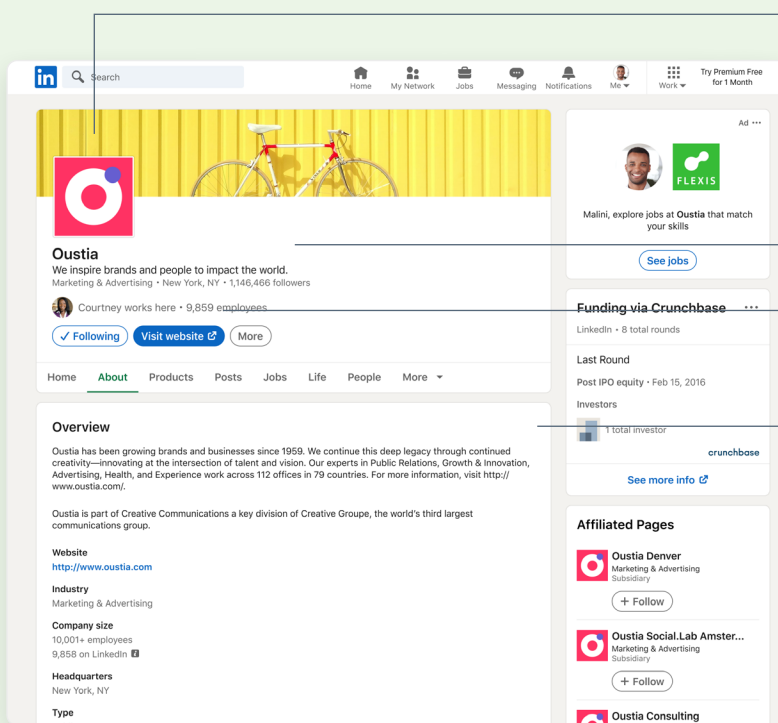 in
Search
Home
My Network
Jobs
Messaging
Notifications
Me
Work
Try Premium Free
for 1 Month
Oustia
We inspire brands and people to impact the world.
Marketing & Advertising • New York, NY • 1,146,466 followers
Courtney works here • 9,859 employees
✓ Following
Visit website
More
Home
About
Products
Posts
Jobs
Life
People
More
Overview
Oustia has been growing brands and businesses since 1959. We continue this deep legacy through continued
creativity—innovating at the intersection of talent and vision. Our experts in Public Relations, Growth & Innovation,
Advertising, Health, and Experience work across 112 offices in 79 countries. For more information, visit http://
www.oustia.com/.
Oustia is part of Creative Communications a key division of Creative Groupe, the world's third largest
communications group.
Website
http://www.oustia.com
Industry
Marketing & Advertising
Company size
10,001+ employees
9,858 on LinkedIn
Headquarters
New York, NY
Type
Ad •••
FLEXIS
Malini, explore jobs at Oustia that match
your skills
See jobs
Funding via Crunchbase •••
LinkedIn • 8 total rounds
Last Round
Post IPO equity • Feb 15, 2016
Investors
1 total investor
crunchbase
See more info
Affiliated Pages
Oustia Denver
Marketing & Advertising
Subsidiary
+ Follow
Oustia Social.Lab Amster...
Marketing & Advertising
Subsidiary
+ Follow
Oustia Consulting